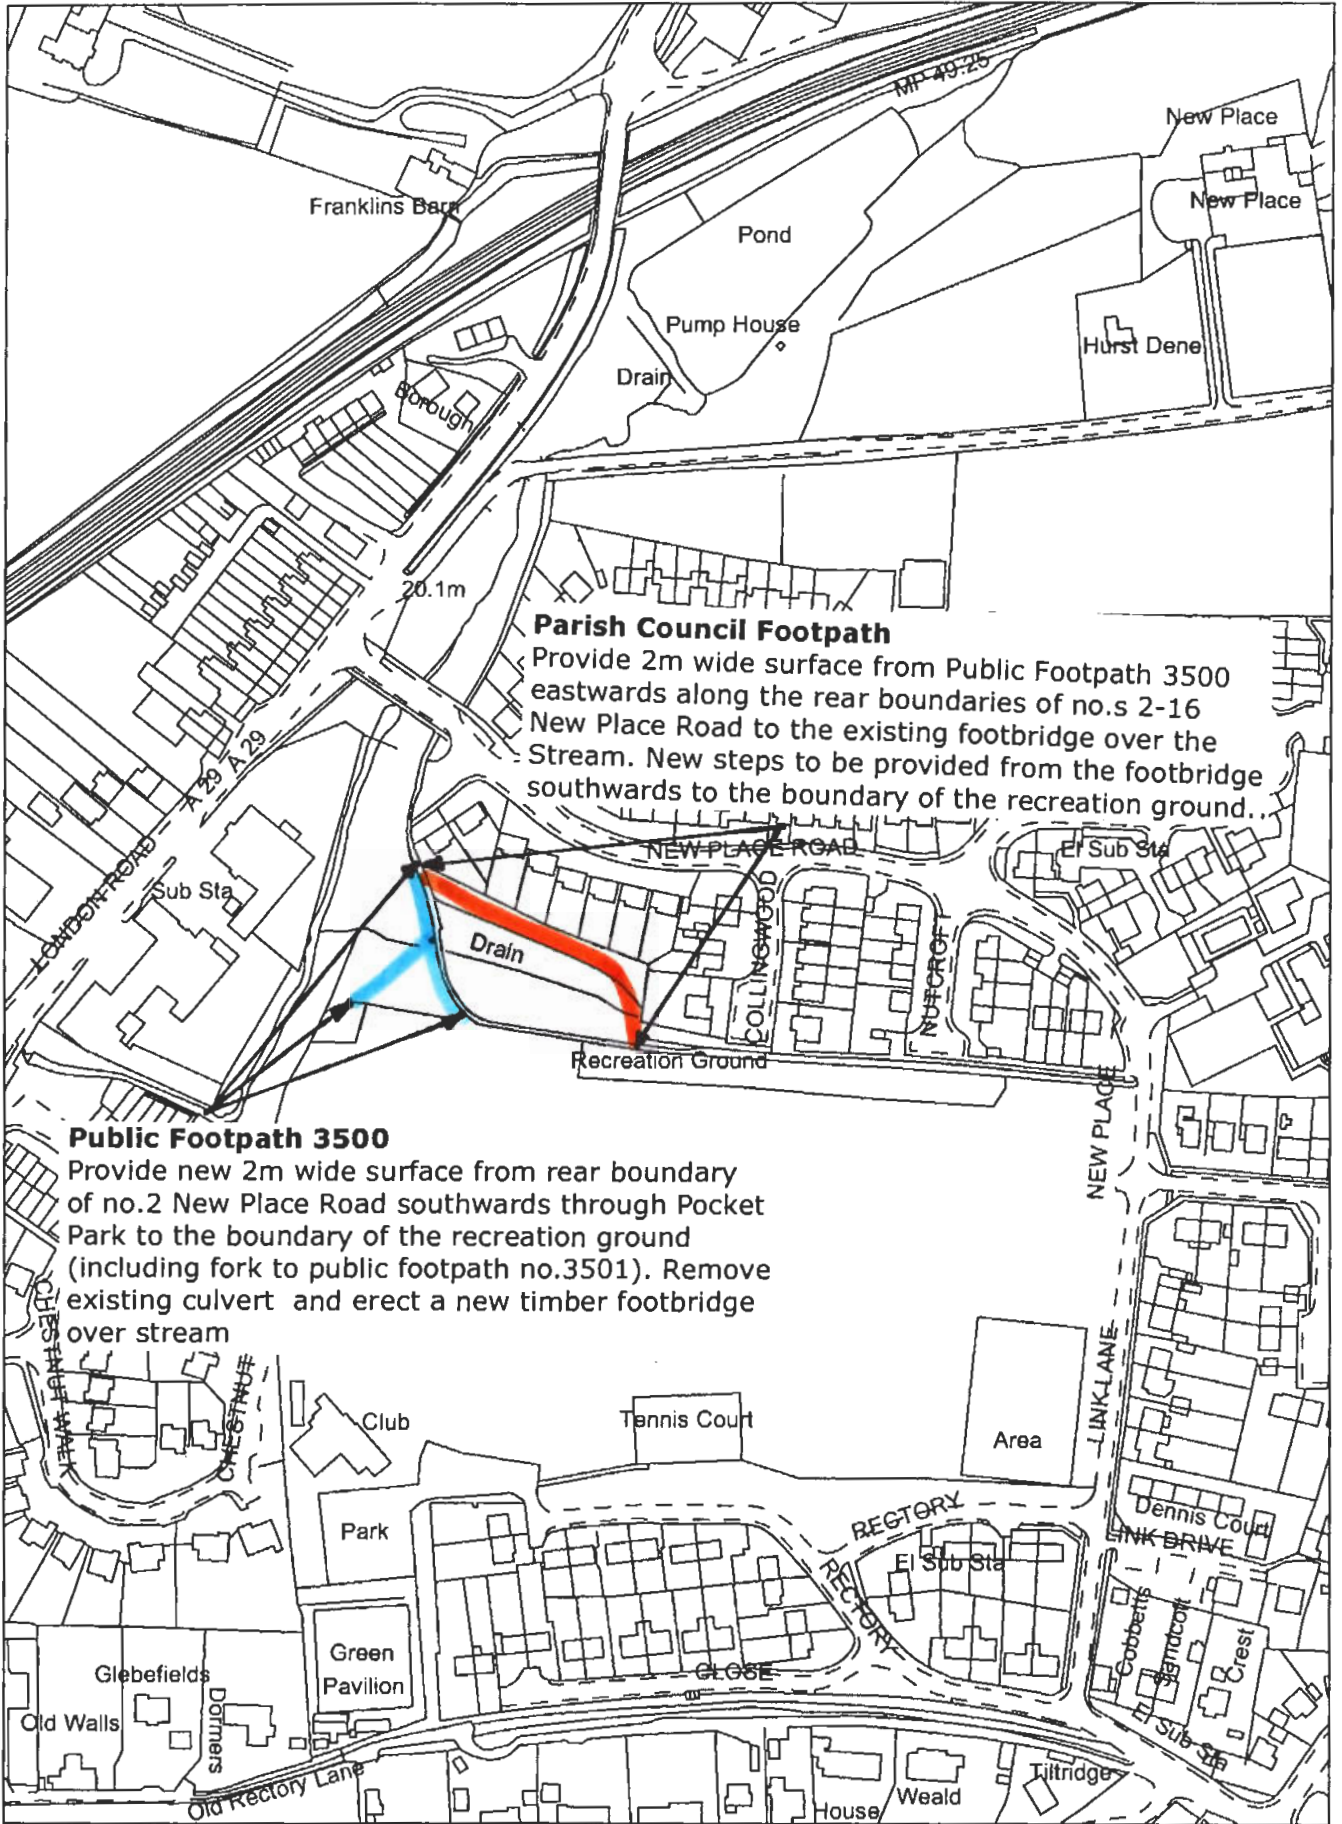 MP 49.25
New Place
New Place
Franklins Barn
Pond
Pump House
Hurst Dene
Drain
Borough
20.1m
Parish Council Footpath
Provide 2m wide surface from Public Footpath 3500
eastwards along the rear boundaries of no.s 2-16
New Place Road to the existing footbridge over the
Stream. New steps to be provided from the footbridge
southwards to the boundary of the recreation ground..
A 29 A 29
LONDON ROAD
Sub Sta
NEW PLACE ROAD
El Sub Sta
COLLINGWOOD
NUTCROFT
Drain
Recreation Ground
NEW PLACE
Public Footpath 3500
Provide new 2m wide surface from rear boundary
of no.2 New Place Road southwards through Pocket
Park to the boundary of the recreation ground
(including fork to public footpath no.3501). Remove
existing culvert and erect a new timber footbridge
over stream
CHESTNUT WALK
CHESTNUT
Club
Tennis Court
Area
LINK LANE
Park
RECTORY
RECTORY
El Sub Sta
Dennis Court
LINK DRIVE
Cobbetts
Crest
Green
Pavilion
CLOSE
Glebefields
Old Walls
Dormers
El Sub Sta
Old Rectory Lane
Tiltridge
Weald
House